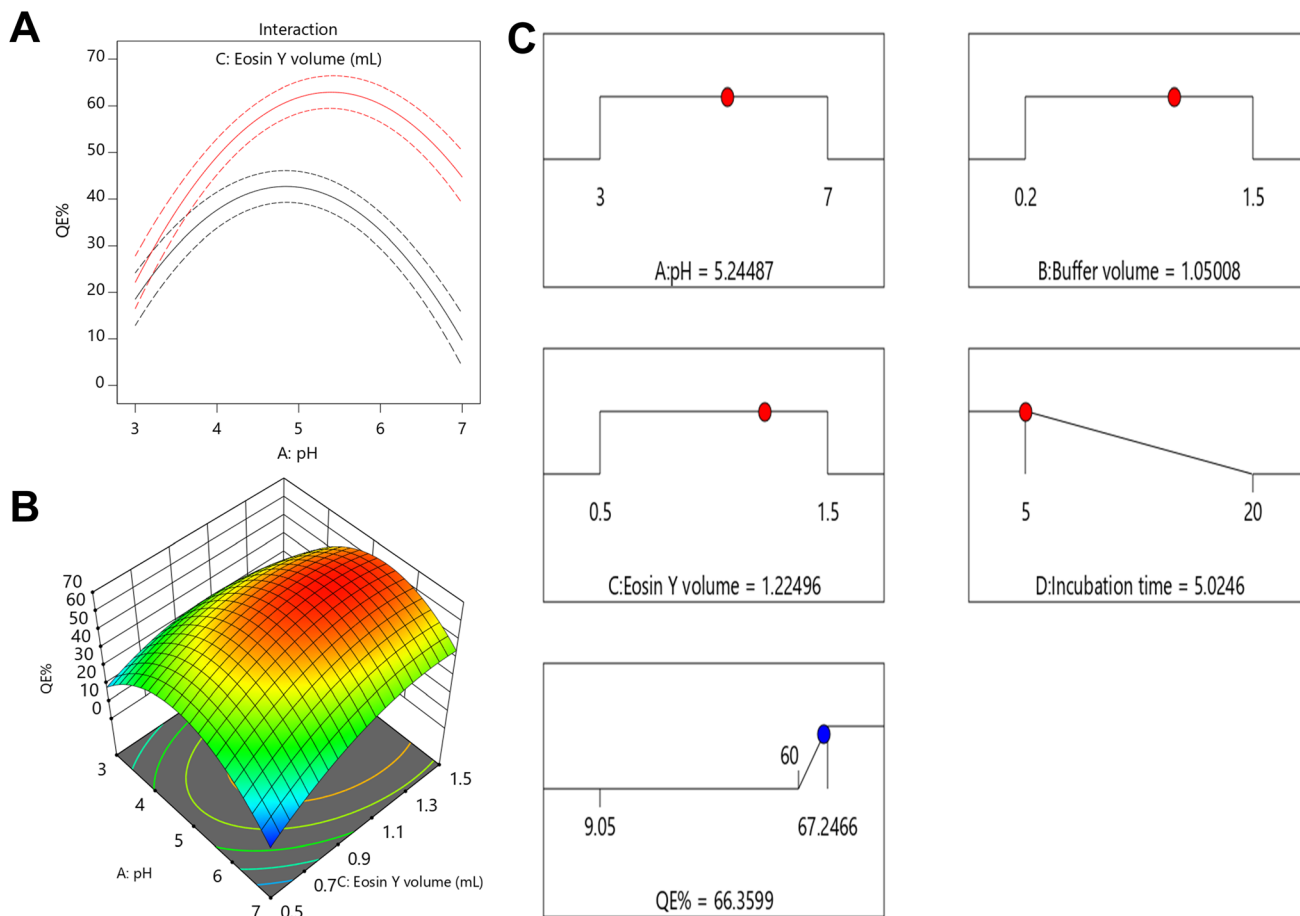 A
Interaction
C: Eosin Y volume (mL)
70
60
50
40
30
20
10
0
QE%
3 4 5 6 7
A: pH
B
70
60
50
40
30
20
10
0
QE%
3
4
5
6
7
A: pH
0.5
0.7
0.9
1.1
1.3
1.5
C: Eosin Y volume (mL)
C
3 7
A:pH = 5.24487
0.2 1.5
B:Buffer volume = 1.05008
0.5 1.5
C:Eosin Y volume = 1.22496
5 20
D:Incubation time = 5.0246
60
9.05 67.2466
QE% = 66.3599